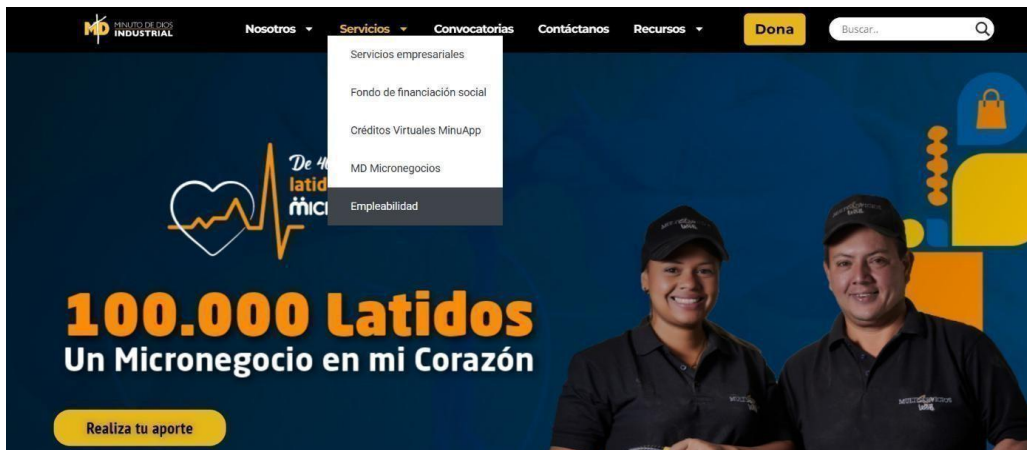 MD MINUTO DE DIOS
INDUSTRIAL
Nosotros
Servicios
Convocatorias
Contáctanos
Recursos
Dona
Buscar..
Servicios empresariales
Fondo de financiación social
Créditos Virtuales MinuApp
MD Micronegocios
Empleabilidad
De
100.000 Latidos
Un Micronegocio en mi Corazón
Realiza tu aporte